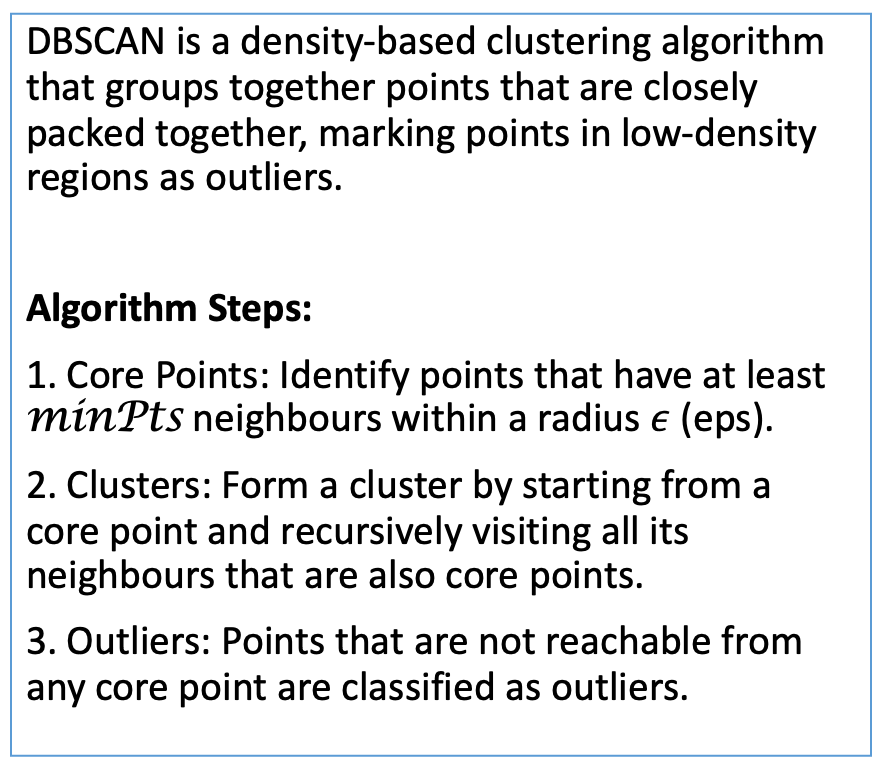 DBSCAN is a density-based clustering algorithm
that groups together points that are closely
packed together, marking points in low-density
regions as outliers.
Algorithm Steps:
1. Core Points: Identify points that have at least
𝓂𝒾𝓃𝒫𝓉𝓈 neighbours within a radius ϵ (eps).
2. Clusters: Form a cluster by starting from a
core point and recursively visiting all its
neighbours that are also core points.
3. Outliers: Points that are not reachable from
any core point are classified as outliers.